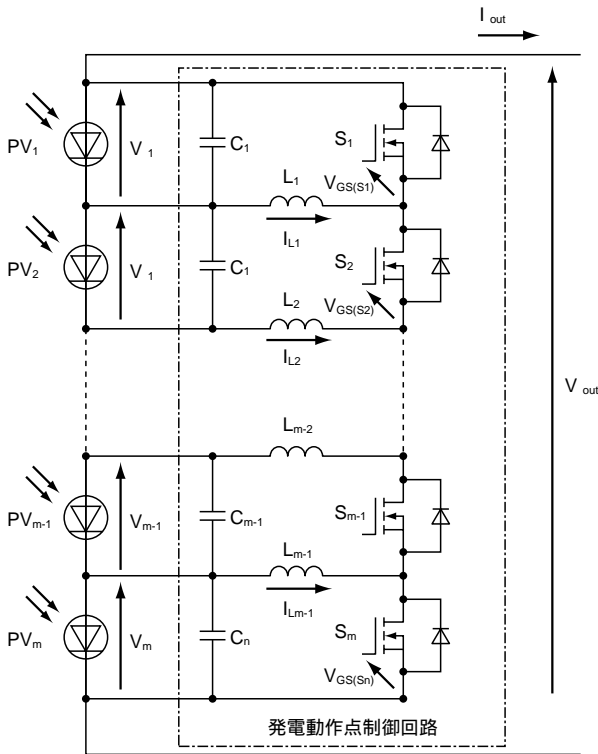 I out
PV1
V 1
C1
S1
VGS(S1)
L1
IL1
PV2
V 1
C1
S2
VGS(S2)
L2
IL2
V out
Lm-2
PVm-1
Vm-1
Cm-1
Sm-1
Lm-1
ILm-1
PVm
Vm
Cn
Sm
VGS(Sn)
発電動作点制御回路